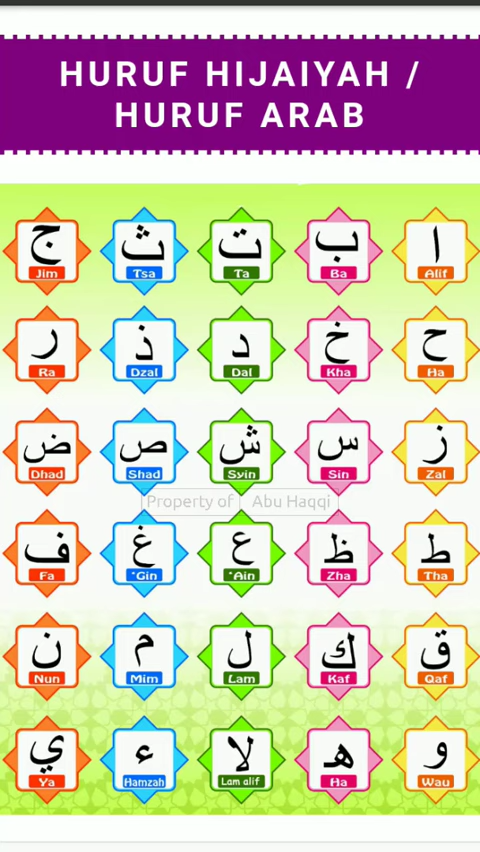 HURUF HIJAIYAH /
HURUF ARAB
ا ب ت ث ج
Alif Ba Ta Tsa Jim
ح خ د ذ ر
Ha Kha Dal Dzal Ra
ز س ش ص ض
Zal Sin Syin Shad Dhad
Property of Abu Haqqi
ط ظ ع غ ف
Tha Zha 'Ain 'Gin Fa
ق ك ل م ن
Qaf Kaf Lam Mim Nun
و هـ لا ء ي
Wau Ha Lam alif Hamzah Ya